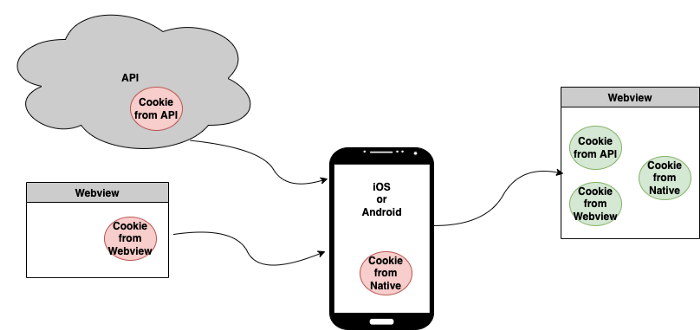 API
Cookie
from API
Webview
Cookie
from
Webview
iOS
or
Android
Cookie
from
Native
Webview
Cookie
from API
Cookie
from
Native
Cookie
from
Webview